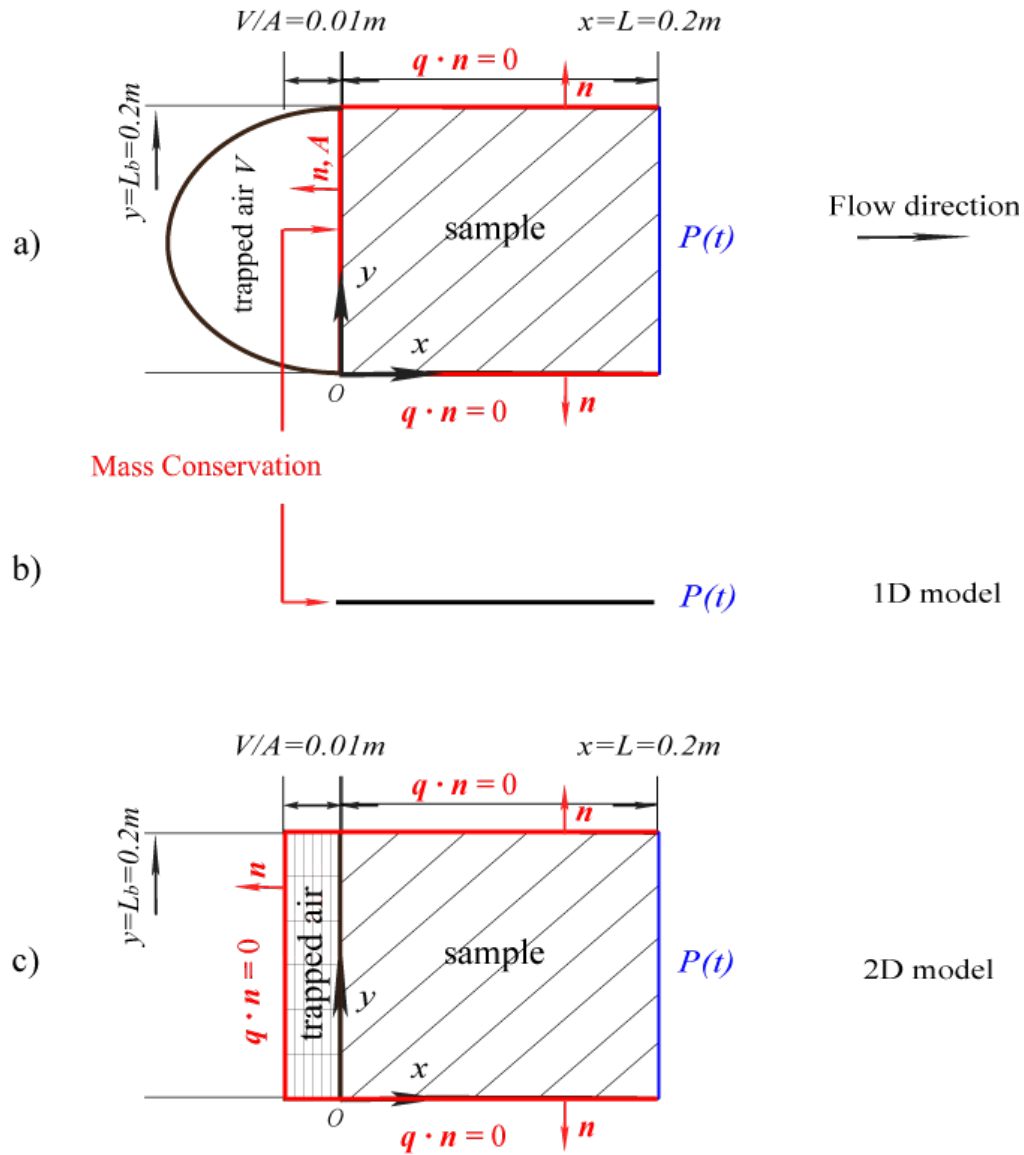 V/A=0.01m
x=L=0.2m
q · n = 0
n
y=Lb=0.2m
n, A
trapped air V
sample
a)
P(t)
Flow direction
y
x
O
q · n = 0
n
Mass Conservation
b)
P(t)
1D model
V/A=0.01m
x=L=0.2m
q · n = 0
n
y=Lb=0.2m
n
q · n = 0
trapped air
sample
c)
P(t)
2D model
y
x
O
q · n = 0
n